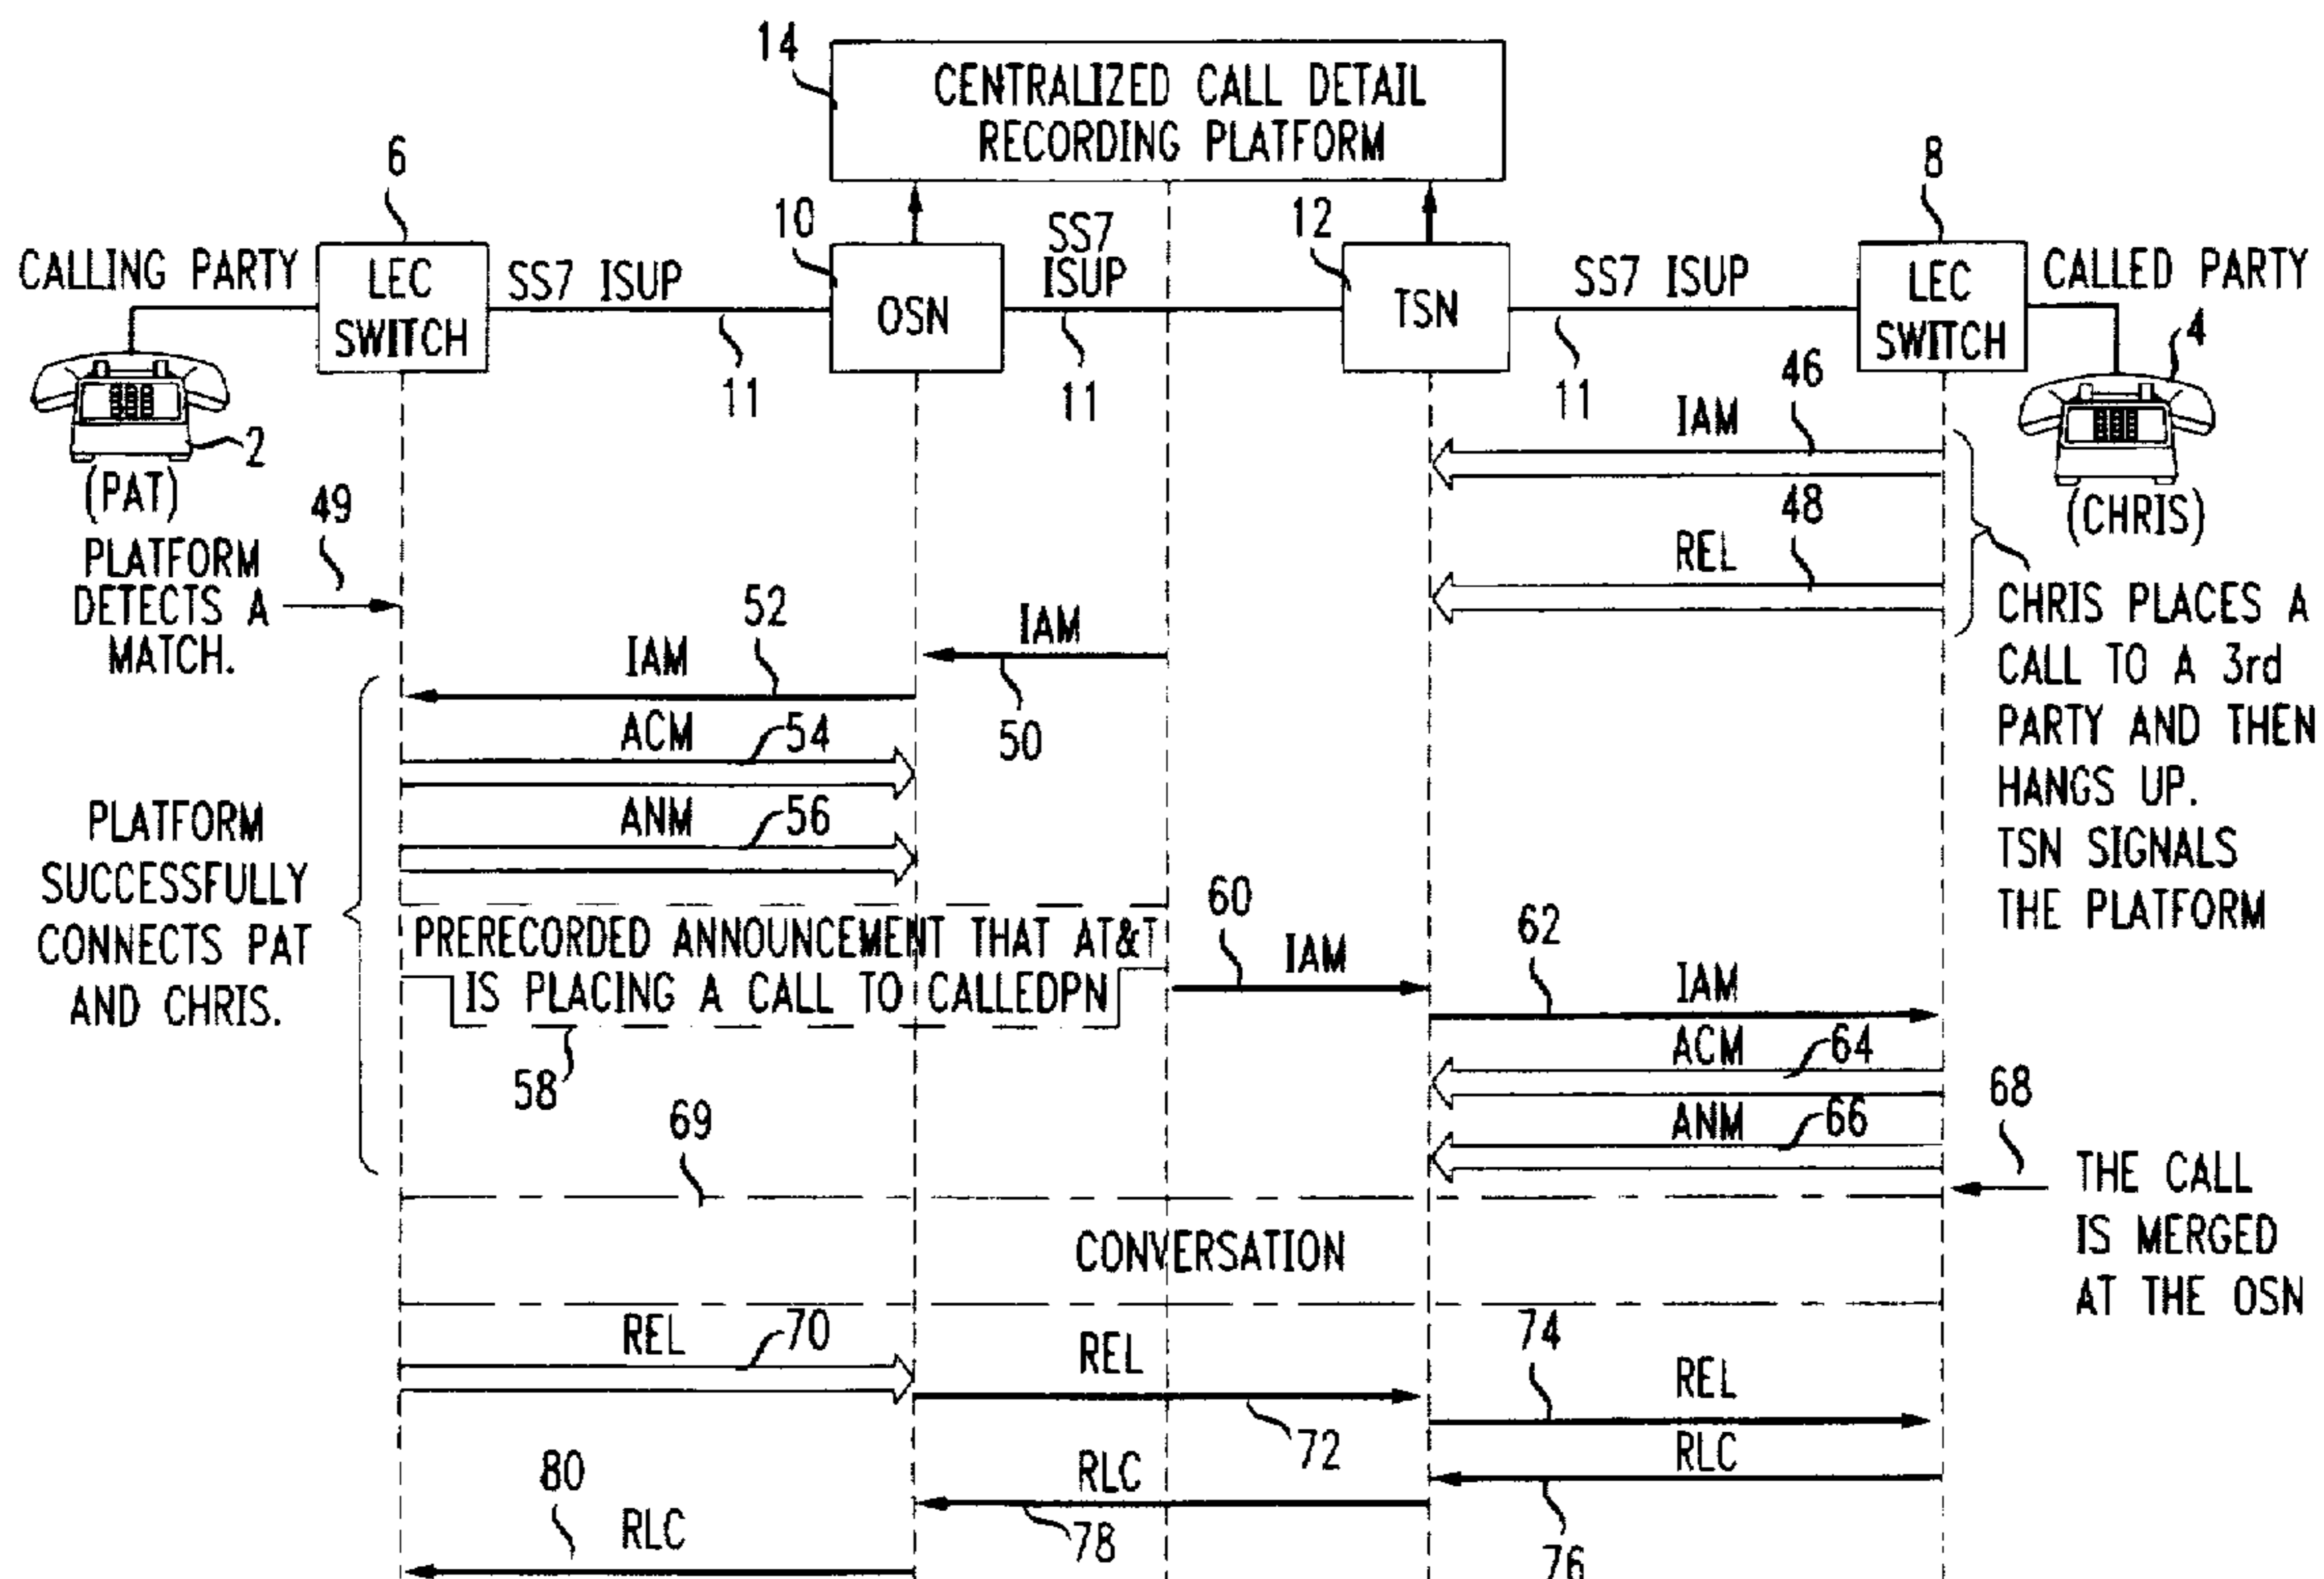 14
CENTRALIZED CALL DETAIL
RECORDING PLATFORM
6
10
SS7
ISUP
12
8
CALLING PARTY
LEC
SWITCH
SS7 ISUP
OSN
TSN
SS7 ISUP
LEC
SWITCH
CALLED PARTY
11
11
11
2
(PAT)
4
(CHRIS)
IAM
46
REL
48
CHRIS PLACES A
CALL TO A 3rd
PARTY AND THEN
HANGS UP.
TSN SIGNALS
THE PLATFORM
49
PLATFORM
DETECTS A
MATCH.
IAM
50
IAM
52
ACM
54
ANM
56
PLATFORM
SUCCESSFULLY
CONNECTS PAT
AND CHRIS.
PRERECORDED ANNOUNCEMENT THAT AT&T
IS PLACING A CALL TO CALLEDPN
58
60
IAM
62
IAM
ACM
64
ANM
66
68
THE CALL
IS MERGED
AT THE OSN
69
CONVERSATION
REL
70
REL
72
74
REL
RLC
76
RLC
78
80
RLC